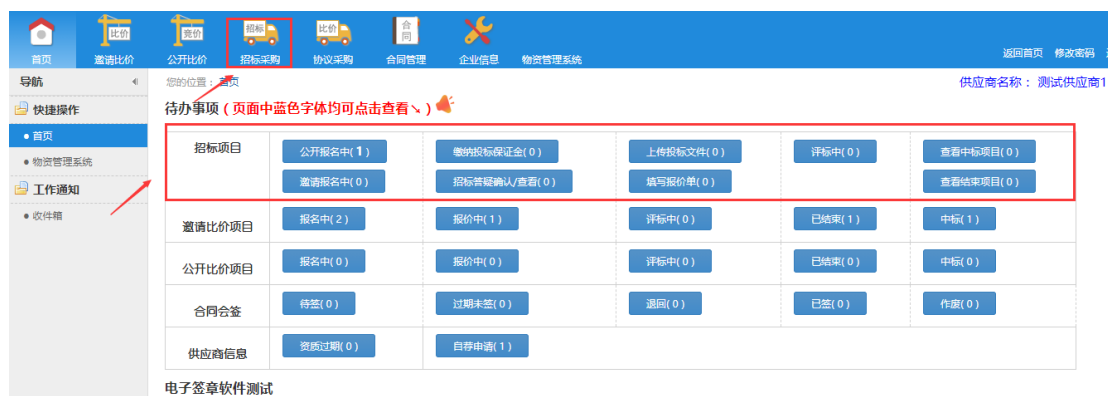 比价 竞价 招标 比价 合同
首页 邀请比价 公开比价 招标采购 协议采购 合同管理 企业信息 物资管理系统 返回首页 修改密码
导航 您的位置：首页 供应商名称： 测试供应商1
快捷操作 待办事项（页面中蓝色字体均可点击查看↘）
首页
物资管理系统
工作通知
收件箱
招标项目 公开报名中( 1 ) 缴纳投标保证金( 0 ) 上传投标文件( 0 ) 评标中( 0 ) 查看中标项目( 0 )
邀请报名中( 0 ) 招标答疑确认/查看( 0 ) 填写报价单( 0 ) 查看结束项目( 0 )
邀请比价项目 报名中( 2 ) 报价中( 1 ) 评标中( 0 ) 已结束( 1 ) 中标( 1 )
公开比价项目 报名中( 0 ) 报价中( 0 ) 评标中( 0 ) 已结束( 0 ) 中标( 0 )
合同会签 待签( 0 ) 过期未签( 0 ) 退回( 0 ) 已签( 0 ) 作废( 0 )
供应商信息 资质过期( 0 ) 自荐申请( 1 )
电子签章软件测试